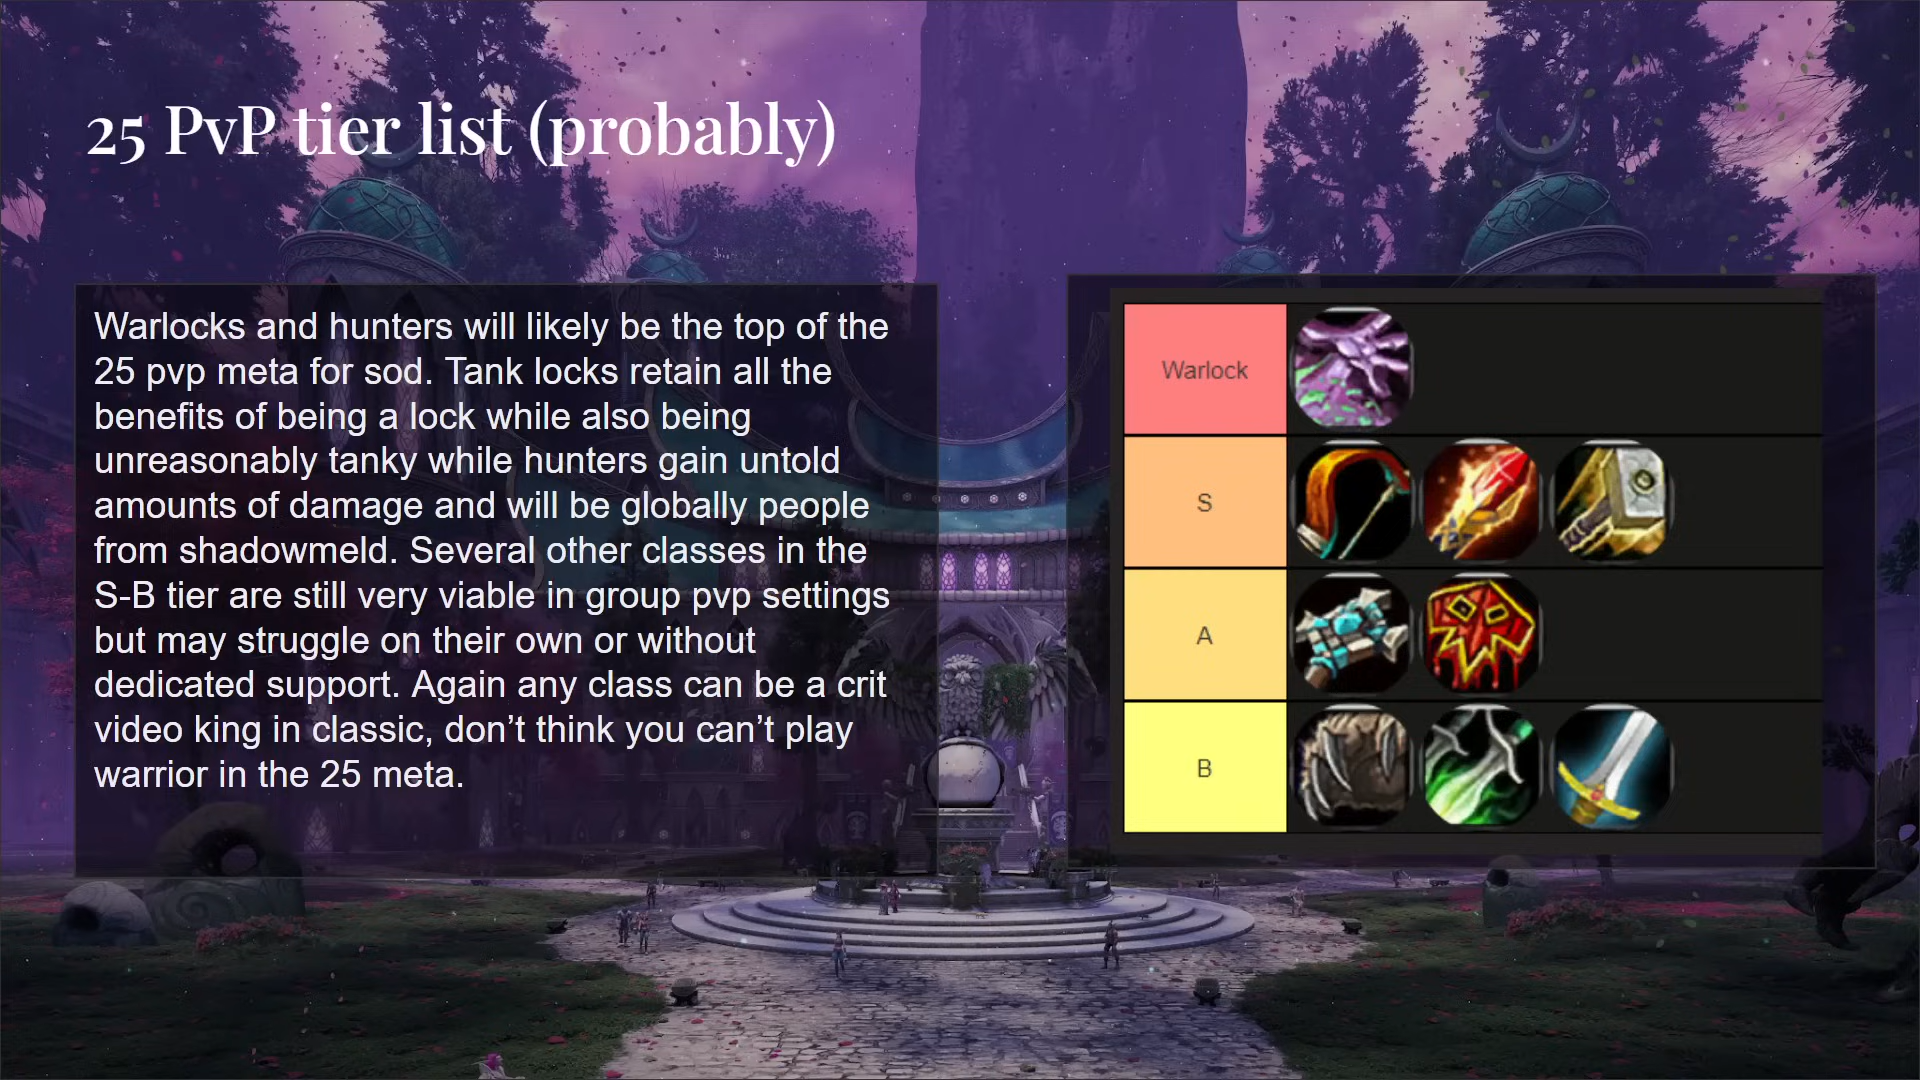 25 PvP tier list (probably)
Warlocks and hunters will likely be the top of the
25 pvp meta for sod. Tank locks retain all the
benefits of being a lock while also being
unreasonably tanky while hunters gain untold
amounts of damage and will be globally people
from shadowmeld. Several other classes in the
S-B tier are still very viable in group pvp settings
but may struggle on their own or without
dedicated support. Again any class can be a crit
video king in classic, don’t think you can’t play
warrior in the 25 meta.
Warlock
S
A
B